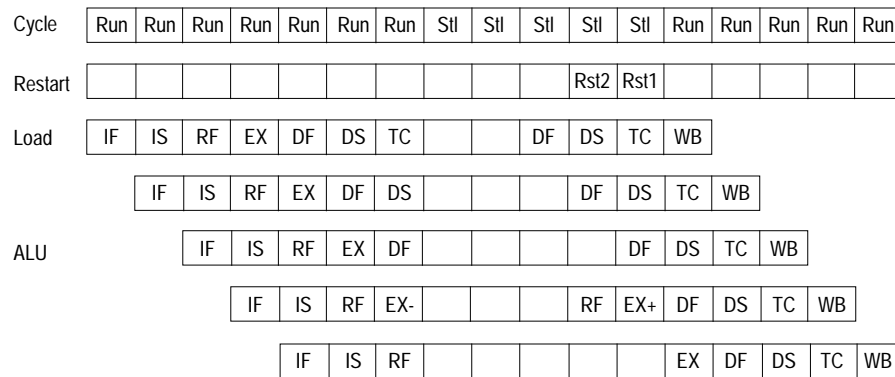 Cycle Run Run Run Run Run Run Run Stl Stl Stl Stl Stl Run Run Run Run Run
Restart Rst2 Rst1
Load IF IS RF EX DF DS TC DF DS TC WB
IF IS RF EX DF DS DF DS TC WB
ALU IF IS RF EX DF DF DS TC WB
IF IS RF EX- RF EX+ DF DS TC WB
IF IS RF EX DF DS TC WB